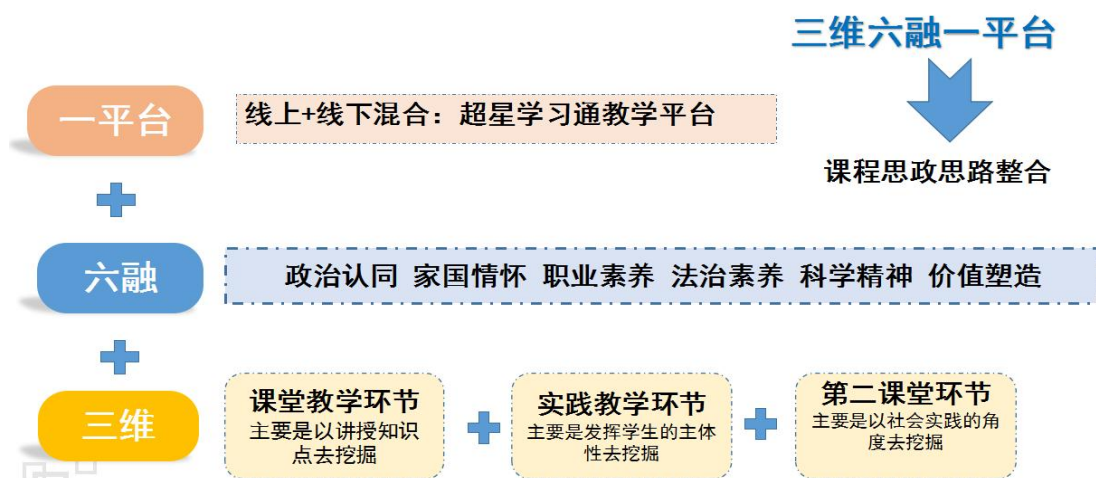 三维六融一平台
一平台
线上+线下混合：超星学习通教学平台
课程思政思路整合
六融
政治认同 家国情怀 职业素养 法治素养 科学精神 价值塑造
三维
课堂教学环节
主要是以讲授知识
点去挖掘
实践教学环节
主要是发挥学生的主体
性去挖掘
第二课堂环节
主要是以社会实践的角
度去挖掘